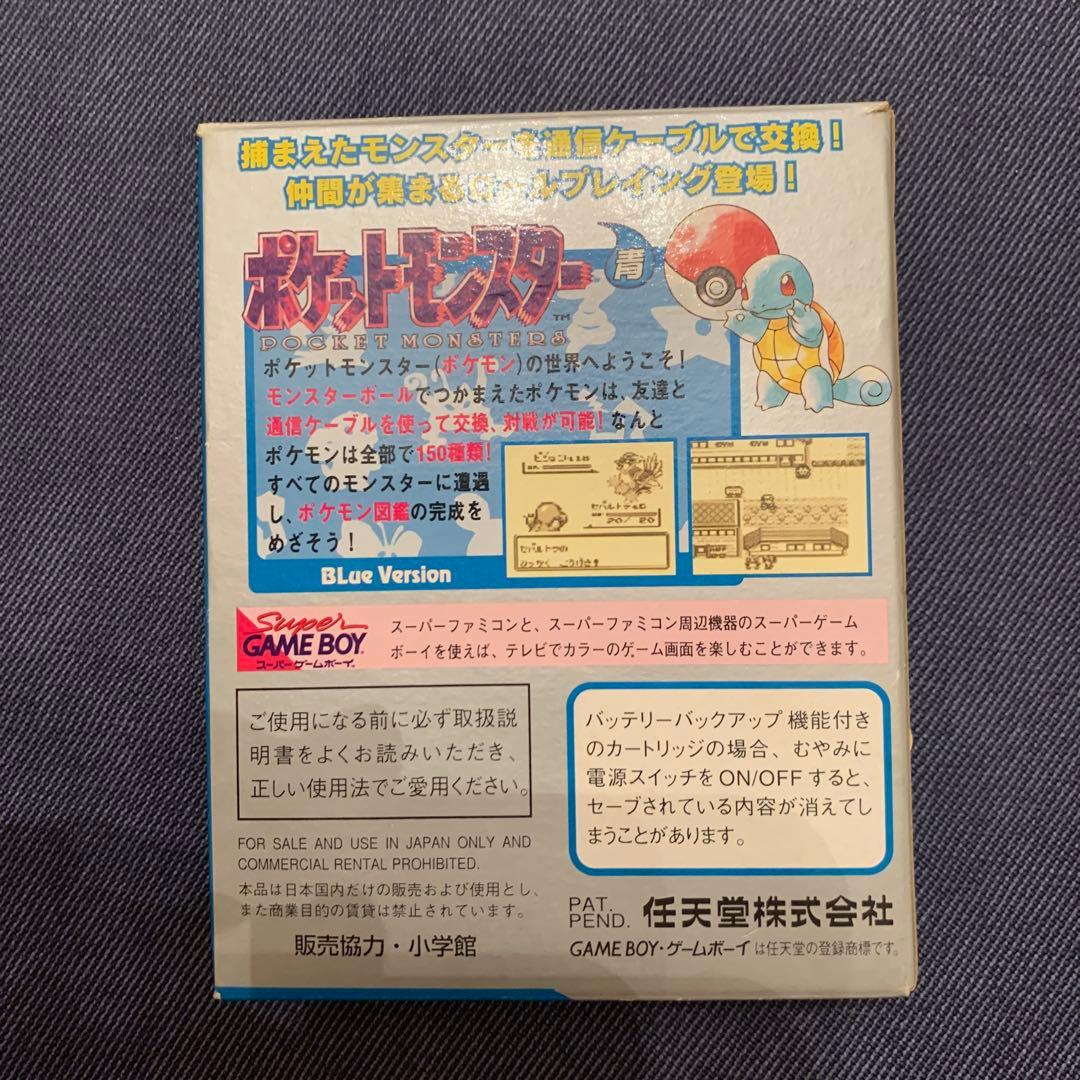 捕まえたモンスターを通信ケーブルで交換!
仲間が集まるロールプレイング登場!
ポケットモンスター 青
TM
POCKET MONSTERS
ポケットモンスター(ポケモン)の世界へようこそ!
モンスターボールでつかまえたポケモンは、友達と
通信ケーブルを使って交換、対戦が可能!なんと
ポケモンは全部で150種類!
すべてのモンスターに遭遇
し、ポケモン図鑑の完成を
めざそう!
20/ 20
BLue Version
Super
GAME BOY
スーパーゲームボーイ
スーパーファミコンと、スーパーファミコン周辺機器のスーパーゲーム
ボーイを使えば、テレビでカラーのゲーム画面を楽しむことができます。
ご使用になる前に必ず取扱説
明書をよくお読みいただき、
正しい使用法でご愛用ください。
バッテリーバックアップ機能付き
のカートリッジの場合、むやみに
電源スイッチをON/OFFすると、
セーブされている内容が消えてし
まうことがあります。
FOR SALE AND USE IN JAPAN ONLY AND
COMMERCIAL RENTAL PROHIBITED.
本品は日本国内だけの販売および使用とし、
また商業目的の賃貸は禁止されています。
販売協力・小学館
PAT.
PEND. 任天堂株式会社
GAME BOY・ゲームボーイは任天堂の登録商標です。